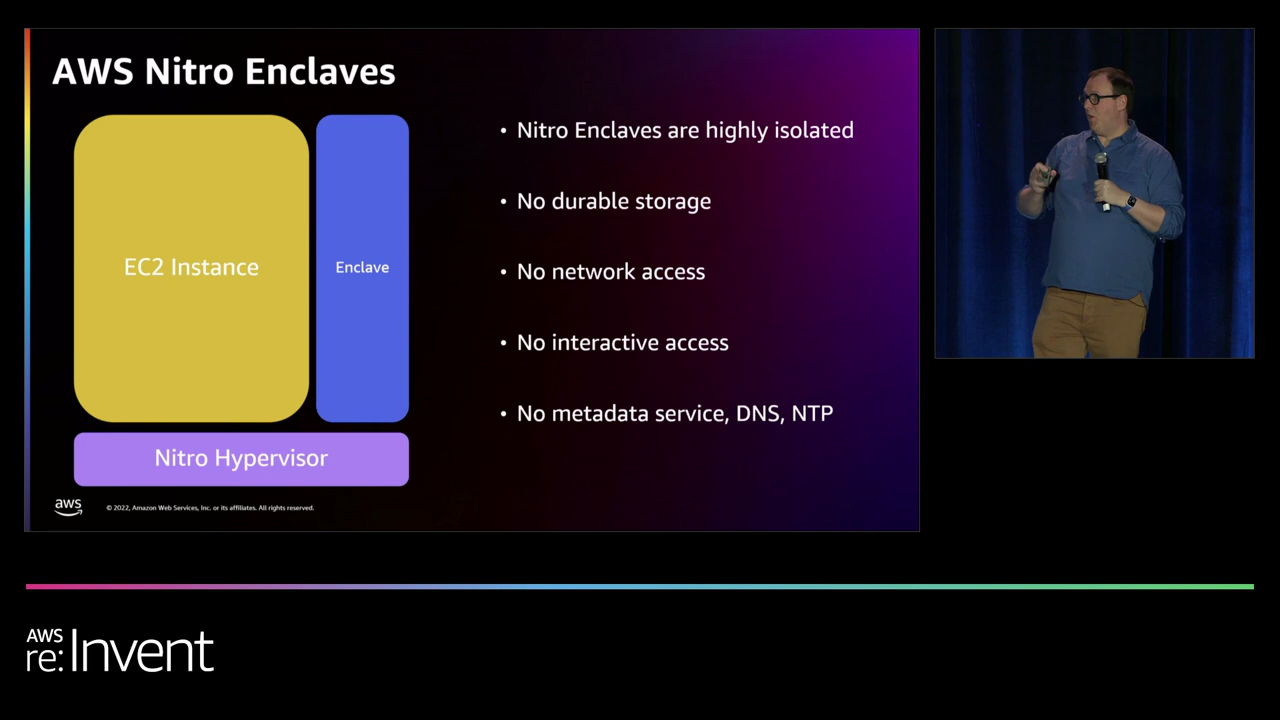 AWS Nitro Enclaves
EC2 Instance
Enclave
Nitro Hypervisor
• Nitro Enclaves are highly isolated
• No durable storage
• No network access
• No interactive access
• No metadata service, DNS, NTP
aws
© 2022, Amazon Web Services, Inc. or its affiliates. All rights reserved.
AWS
re:Invent